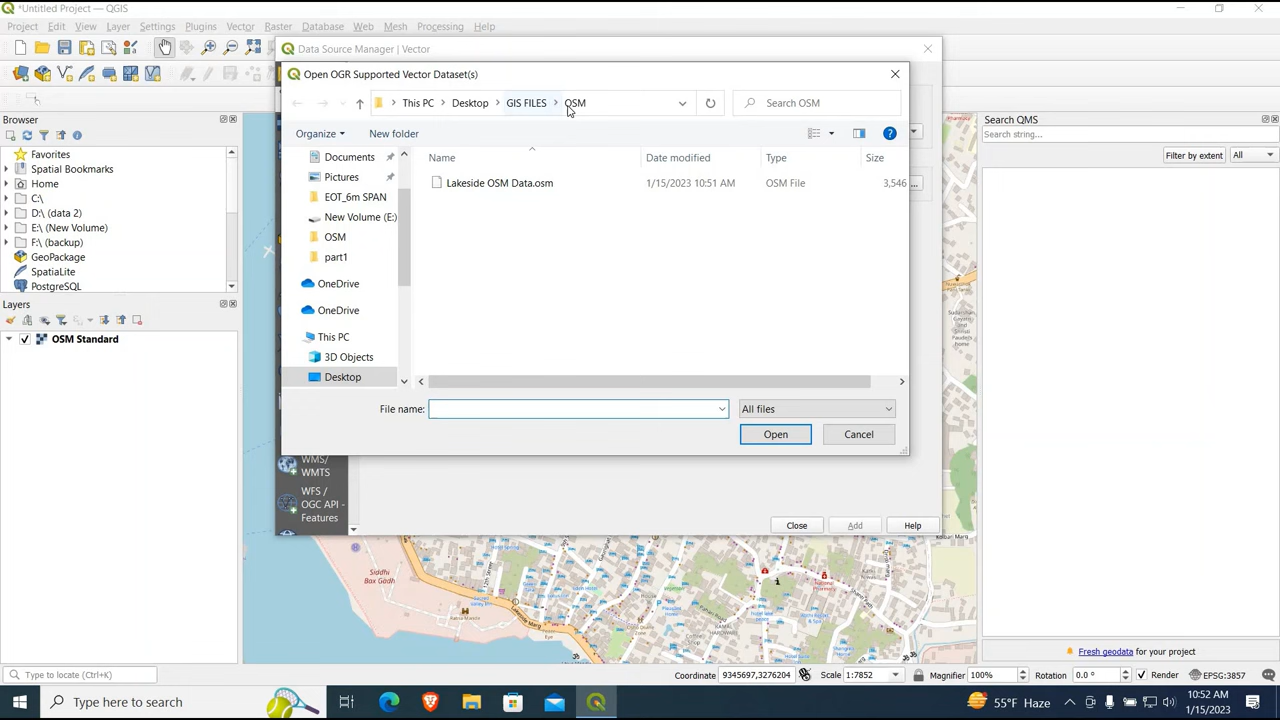 *Untitled Project — QGIS
Project Edit View Layer Settings Plugins Vector Raster Database Web Mesh Processing Help
Data Source Manager | Vector
Open OGR Supported Vector Dataset(s)
This PC > Desktop > GIS FILES > OSM
Search OSM
Organize New folder
Browser
Favorites
Spatial Bookmarks
Home
C:\
D:\ (data 2)
E:\ (New Volume)
F:\ (backup)
GeoPackage
SpatiaLite
PostgreSQL
Layers
OSM Standard
Documents
Pictures
EOT_6m SPAN
New Volume (E:)
OSM
part1
OneDrive
OneDrive
This PC
3D Objects
Desktop
Name Date modified Type Size
Lakeside OSM Data.osm 1/15/2023 10:51 AM OSM File 3,546
File name:
All files
Open Cancel
WMS/
WMTS
WFS /
OGC API -
Features
Close Add Help
Search QMS
Search string...
Filter by extent All
Siddhi
Box Gadh
Fresh geodata for your project
Type to locate (Ctrl+K)
Coordinate 9345697,3276204 Scale 1:7852 Magnifier 100% Rotation 0.0 ° Render EPSG:3857
Type here to search
55°F Haze
10:52 AM
1/15/2023